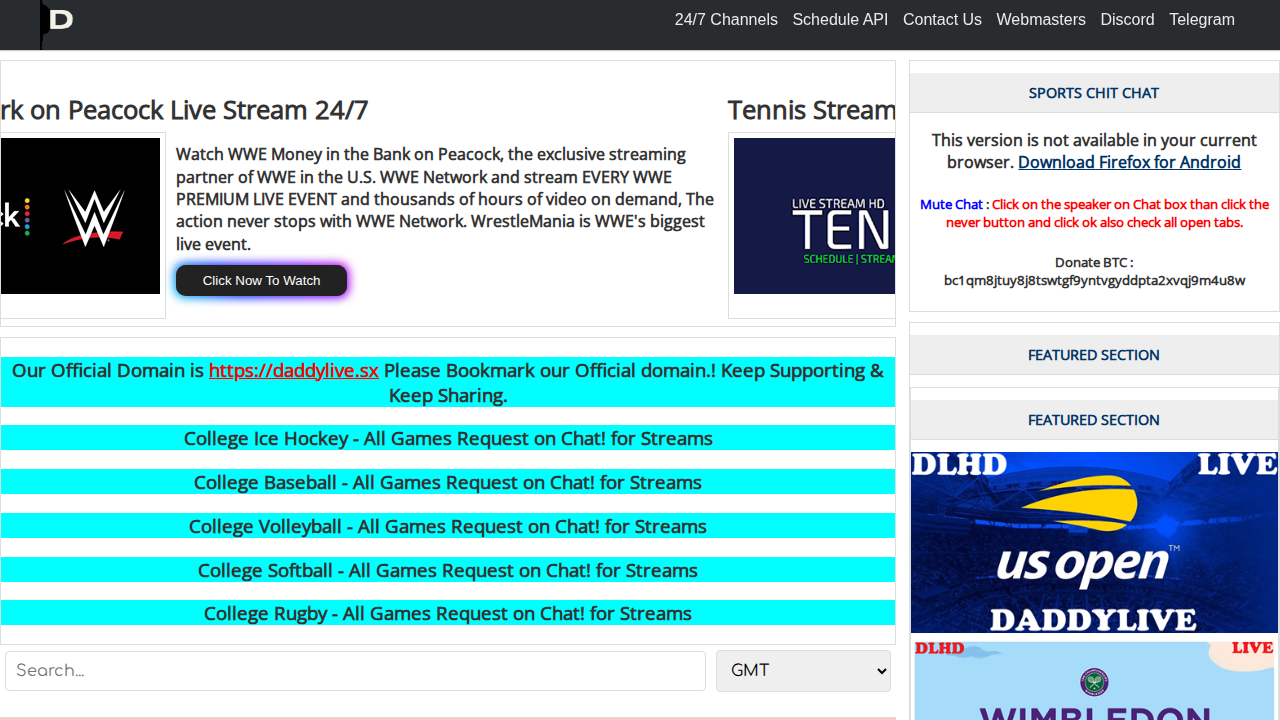 D
24/7 Channels Schedule API Contact Us Webmasters Discord Telegram
rk on Peacock Live Stream 24/7
ck W
Watch WWE Money in the Bank on Peacock, the exclusive streaming
partner of WWE in the U.S. WWE Network and stream EVERY WWE
PREMIUM LIVE EVENT and thousands of hours of video on demand, The
action never stops with WWE Network. WrestleMania is WWE's biggest
live event.
Click Now To Watch
Tennis Stream
LIVE STREAM HD
TEN
SCHEDULE | STREAM
Our Official Domain is https://daddylive.sx Please Bookmark our Official domain.! Keep Supporting &
Keep Sharing.
College Ice Hockey - All Games Request on Chat! for Streams
College Baseball - All Games Request on Chat! for Streams
College Volleyball - All Games Request on Chat! for Streams
College Softball - All Games Request on Chat! for Streams
College Rugby - All Games Request on Chat! for Streams
Search...
GMT
SPORTS CHIT CHAT
This version is not available in your current
browser. Download Firefox for Android
Mute Chat : Click on the speaker on Chat box than click the
never button and click ok also check all open tabs.
Donate BTC :
bc1qm8jtuy8j8tswtgf9yntvgyddpta2xvqj9m4u8w
FEATURED SECTION
FEATURED SECTION
DLHD LIVE
us open™
DADDYLIVE
DLHD LIVE
WIMBLEDON